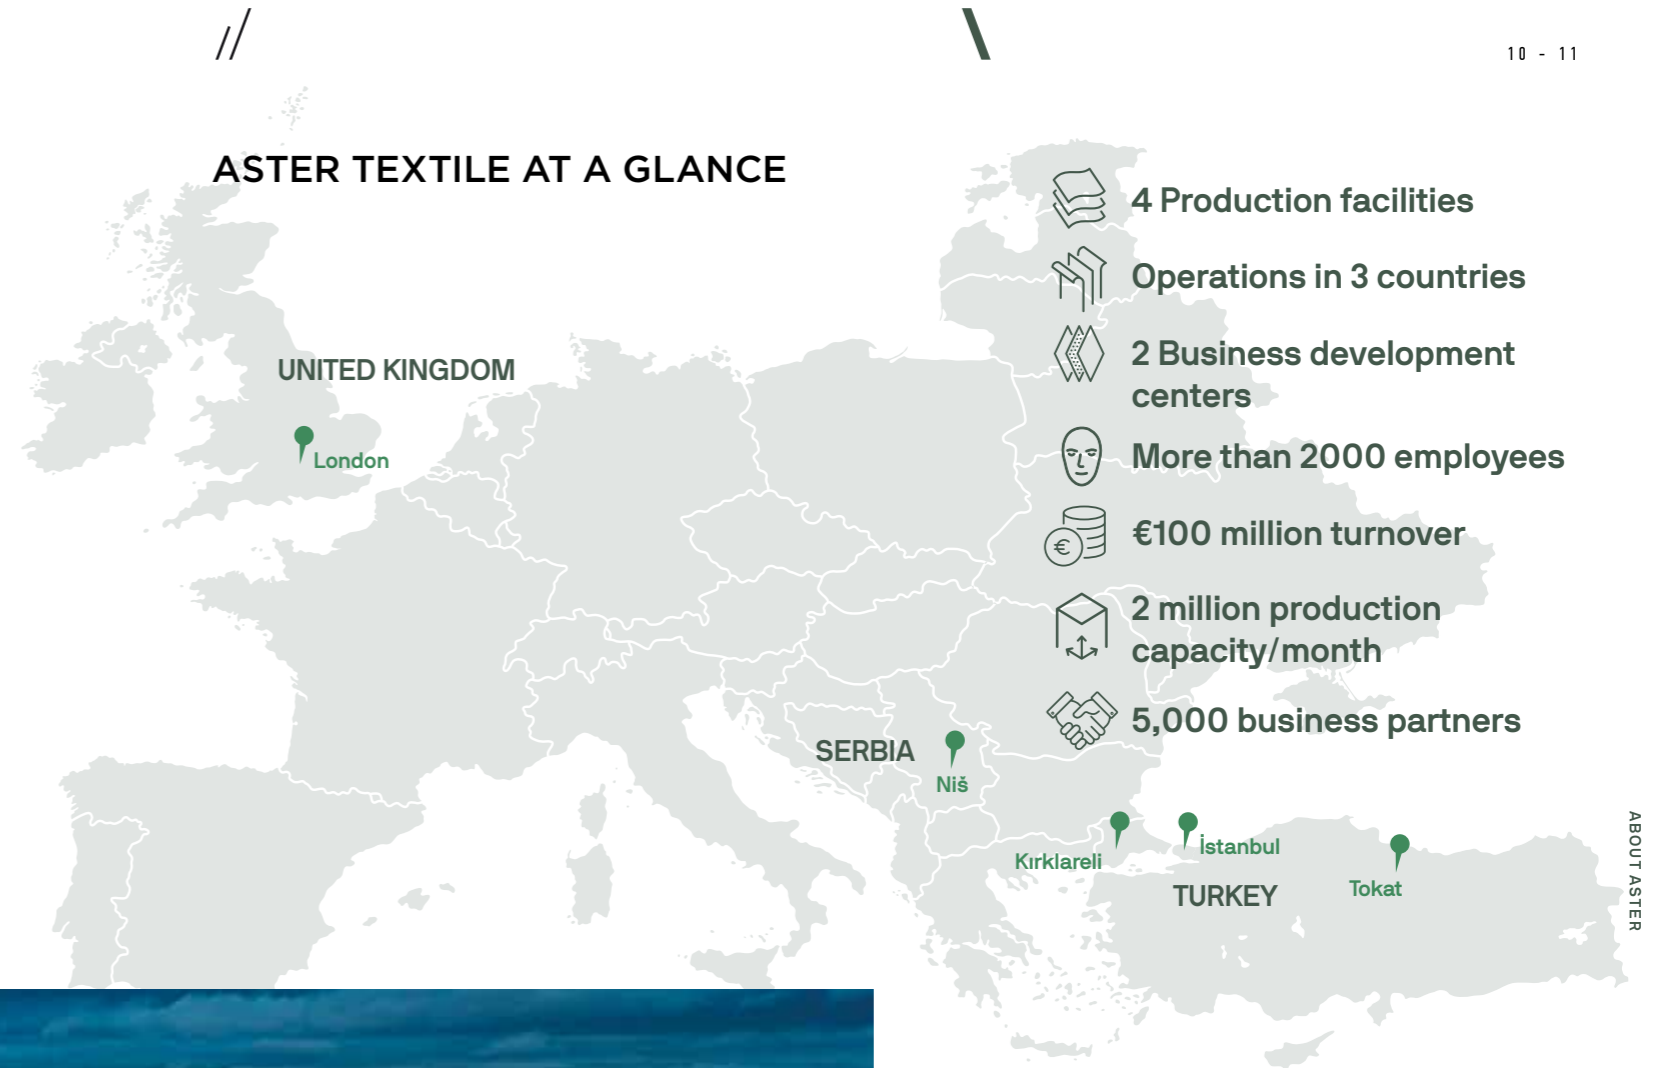 10 - 11
ASTER TEXTILE AT A GLANCE
4 Production facilities
Operations in 3 countries
2 Business development
centers
More than 2000 employees
€100 million turnover
€
2 million production
capacity/month
5,000 business partners
UNITED KINGDOM
London
SERBIA
Niš
Kırklareli
İstanbul
TURKEY
Tokat
ABOUT ASTER